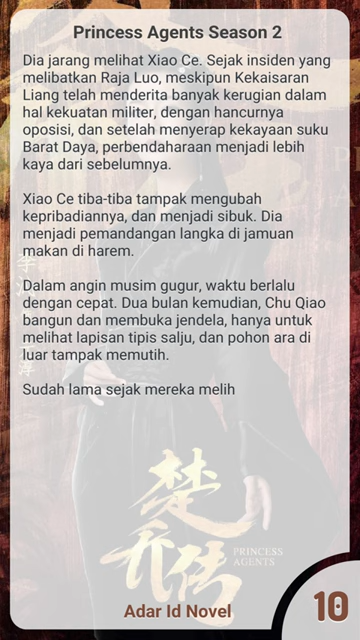 Princess Agents Season 2
Dia jarang melihat Xiao Ce. Sejak insiden yang
melibatkan Raja Luo, meskipun Kekaisaran
Liang telah menderita banyak kerugian dalam
hal kekuatan militer, dengan hancurnya
oposisi, dan setelah menyerap kekayaan suku
Barat Daya, perbendaharaan menjadi lebih
kaya dari sebelumnya.
Xiao Ce tiba-tiba tampak mengubah
kepribadiannya, dan menjadi sibuk. Dia
menjadi pemandangan langka di jamuan
makan di harem.
Dalam angin musim gugur, waktu berlalu
dengan cepat. Dua bulan kemudian, Chu Qiao
bangun dan membuka jendela, hanya untuk
melihat lapisan tipis salju, dan pohon ara di
luar tampak memutih.
Sudah lama sejak mereka melih
楚乔传
PRINCESS
AGENTS
Adar Id Novel
10